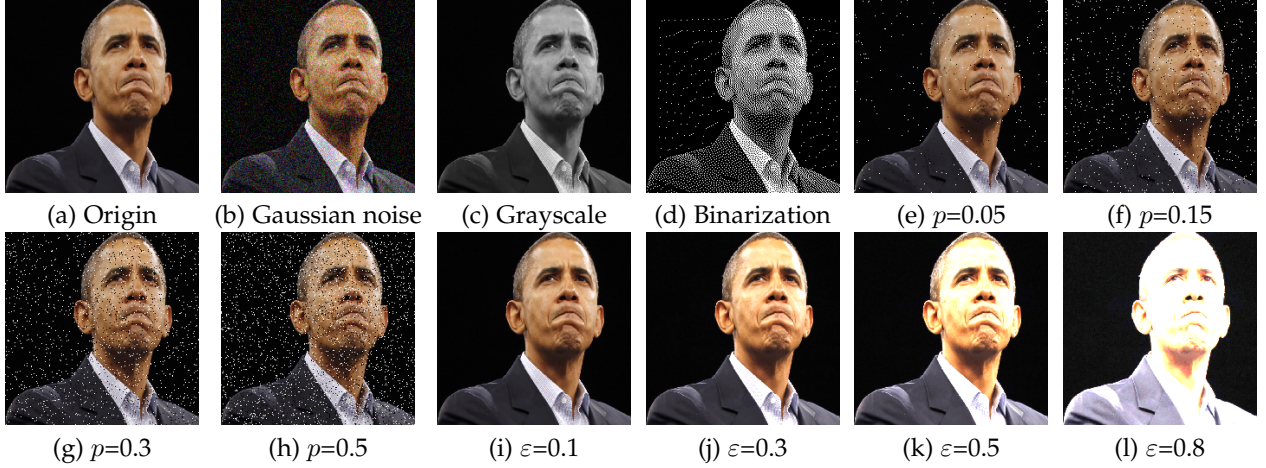 (a) Origin
(b) Gaussian noise
(c) Grayscale
(d) Binarization
(e) p=0.05
(f) p=0.15
(g) p=0.3
(h) p=0.5
(i) ε=0.1
(j) ε=0.3
(k) ε=0.5
(l) ε=0.8